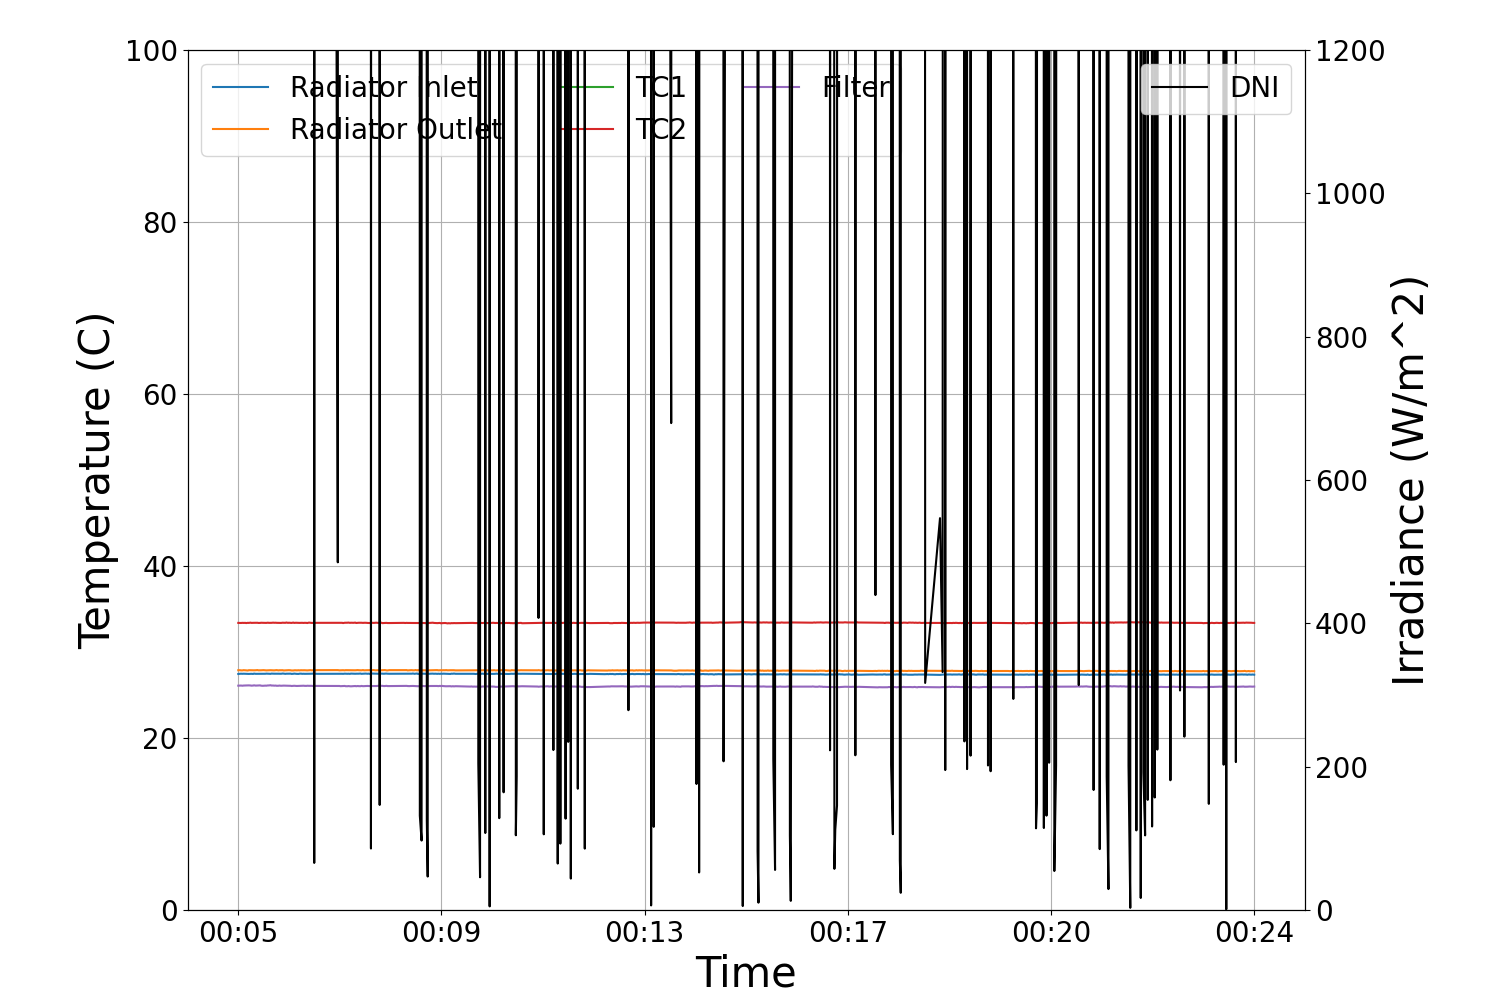 100
80
60
40
20
0
Temperature (C)
Radiator Inlet
Radiator Outlet
TC1
TC2
Filter
DNI
1200
1000
800
600
400
200
0
Irradiance (W/m^2)
00:05 00:09 00:13 00:17 00:20 00:24
Time